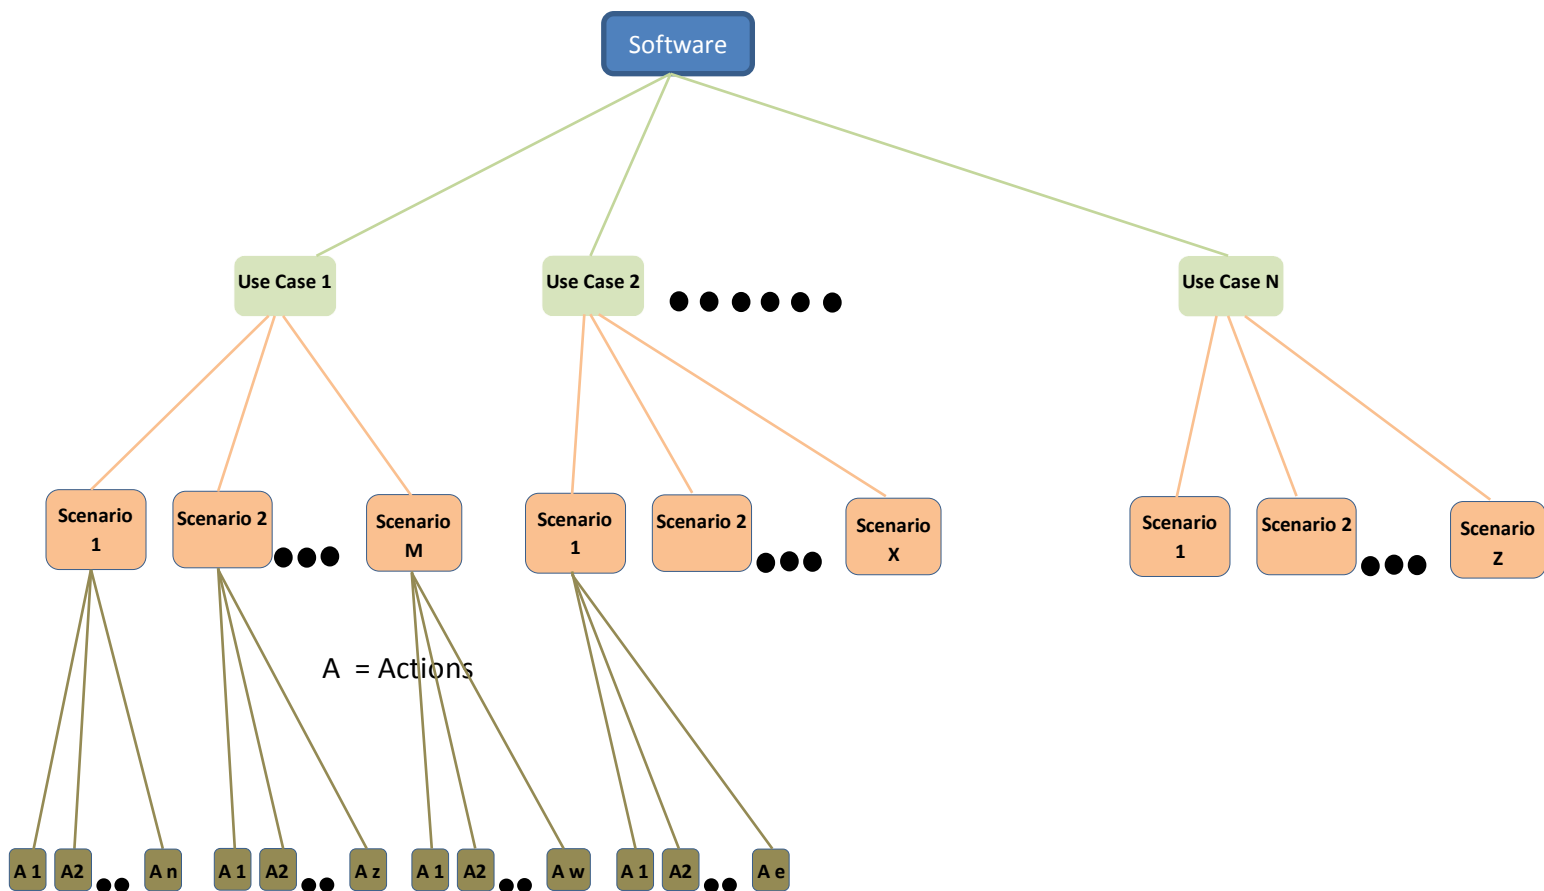 Software
Use Case 1
Use Case 2
Use Case N
Scenario
1
Scenario 2
Scenario
M
Scenario
1
Scenario 2
Scenario
X
Scenario
1
Scenario 2
Scenario
Z
A = Actions
A 1
A2
A n
A 1
A2
A z
A 1
A2
A w
A 1
A2
A e